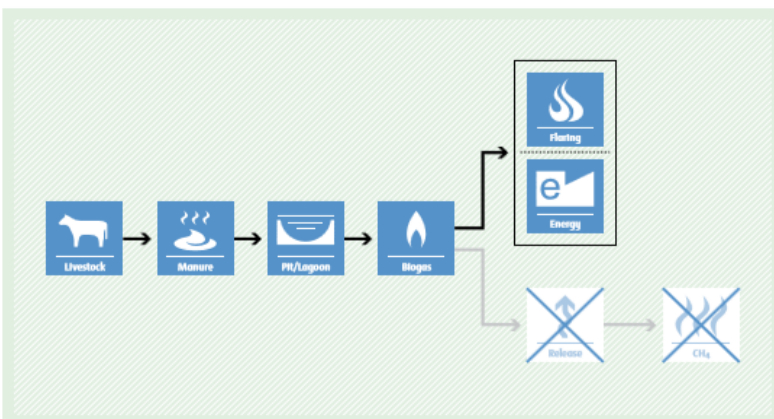 Flaring
e
Energy
Livestock
Manure
Pit/Lagoon
Biogas
Release
CH₄